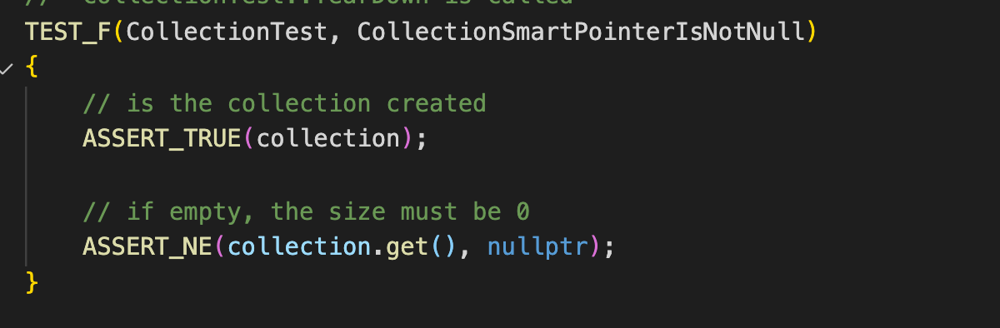 // CollectionTest::TearDown is called
TEST_F(CollectionTest, CollectionSmartPointerIsNotNull)
{
// is the collection created
ASSERT_TRUE(collection);
// if empty, the size must be 0
ASSERT_NE(collection.get(), nullptr);
}